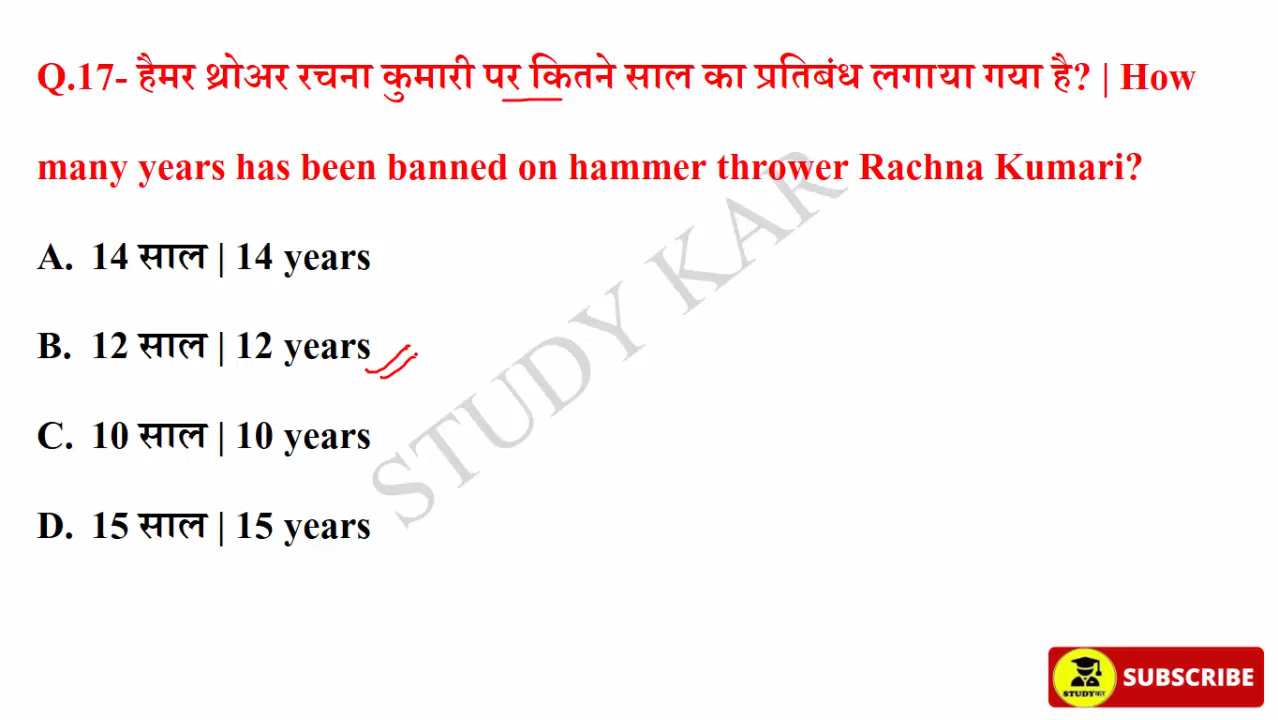 Q.17- हैमर थ्रोअर रचना कुमारी पर कितने साल का प्रतिबंध लगाया गया है? | How
many years has been banned on hammer thrower Rachna Kumari?
A. 14 साल | 14 years
B. 12 साल | 12 years
C. 10 साल | 10 years
D. 15 साल | 15 years
STUDY KAR
STUDYकर
SUBSCRIBE